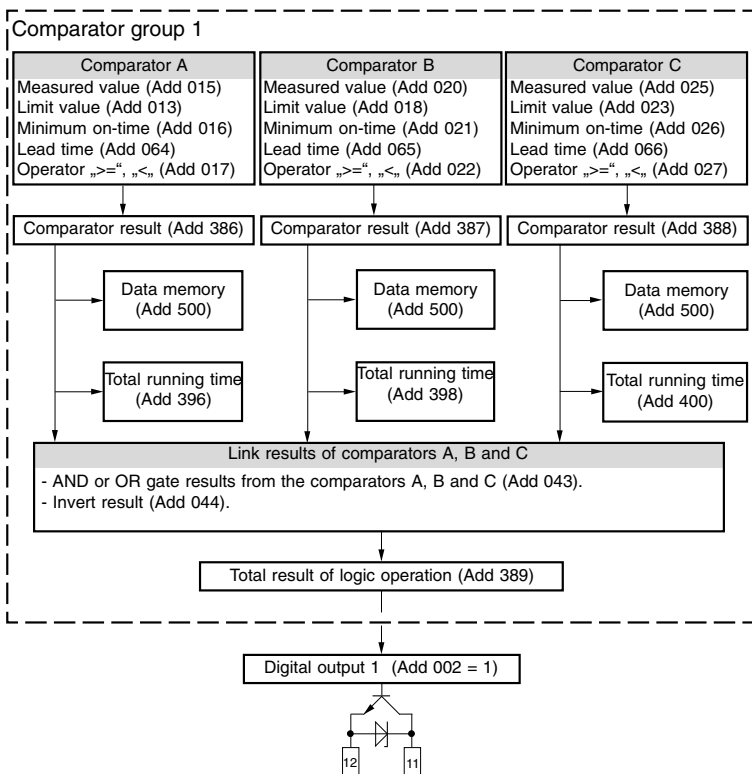 Comparator group 1
Comparator A
Measured value (Add 015)
Limit value (Add 013)
Minimum on-time (Add 016)
Lead time (Add 064)
Operator „>=“, „<„ (Add 017)
Comparator B
Measured value (Add 020)
Limit value (Add 018)
Minimum on-time (Add 021)
Lead time (Add 065)
Operator „>=“, „<„ (Add 022)
Comparator C
Measured value (Add 025)
Limit value (Add 023)
Minimum on-time (Add 026)
Lead time (Add 066)
Operator „>=“, „<„ (Add 027)
Comparator result (Add 386)
Comparator result (Add 387)
Comparator result (Add 388)
Data memory
(Add 500)
Data memory
(Add 500)
Data memory
(Add 500)
Total running time
(Add 396)
Total running time
(Add 398)
Total running time
(Add 400)
Link results of comparators A, B and C
- AND or OR gate results from the comparators A, B and C (Add 043).
- Invert result (Add 044).
Total result of logic operation (Add 389)
Digital output 1 (Add 002 = 1)
12
11